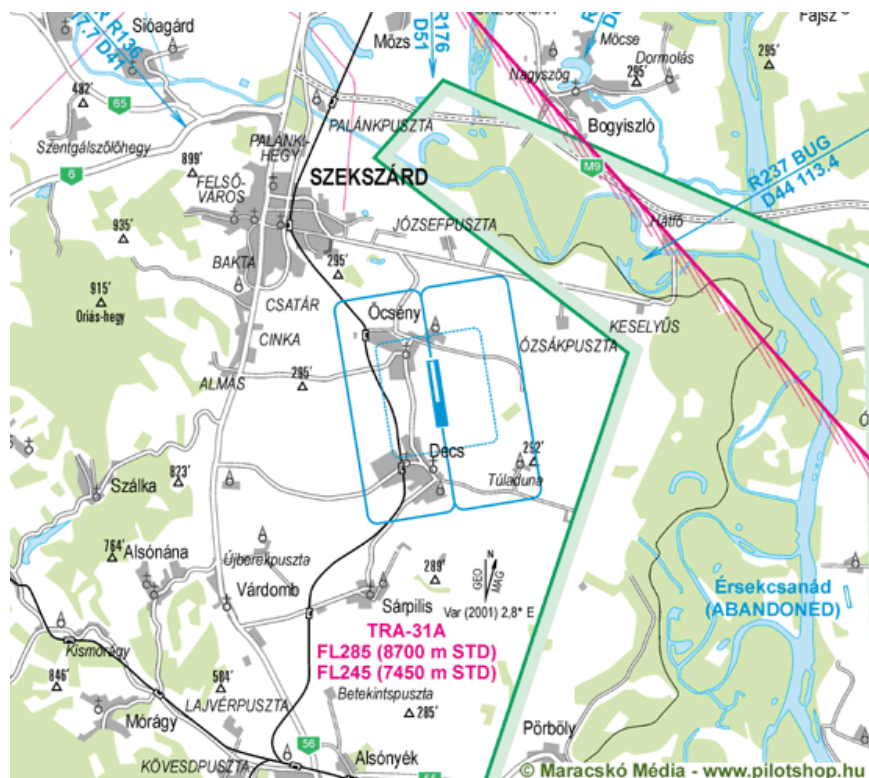 Sióagárd
R R136
17.7 D41
Mözs
R176
D51
Möcse
Dormolás
Nagyszög
295'
Fajsz
295'
482'
65
Szentgálszőlőhegy
6
899'
PALÁNKI-
HEGY
PALÁNKPUSZTA
Bogyiszló
M9
R237 BUG
D44 113.4
FELSŐ-
VÁROS
SZEKSZÁRD
935'
JÓZSEFPUSZTA
Hátfő
BAKTA
295'
915'
Óriás-hegy
CSATÁR
Őcsény
KESELYŰS
CINKA
ÓZSÁKPUSZTA
ALMÁS
295'
Decs
252'
Túladuna
823'
Szálka
764'
Alsónána
Újberekpuszta
289'
N
GEO
MAG
Var (2001) 2,8° E
Várdomb
Sárpilis
Érsekcsanád
(ABANDONED)
TRA-31A
FL285 (8700 m STD)
FL245 (7450 m STD)
Kismórágy
846'
584'
LAJVÉRPUSZTA
Betekintspuszta
285'
Mórágy
Pörböly
56
Alsónyék
KÖVESDPUSZTA
© Maracskó Média - www.pilotshop.hu